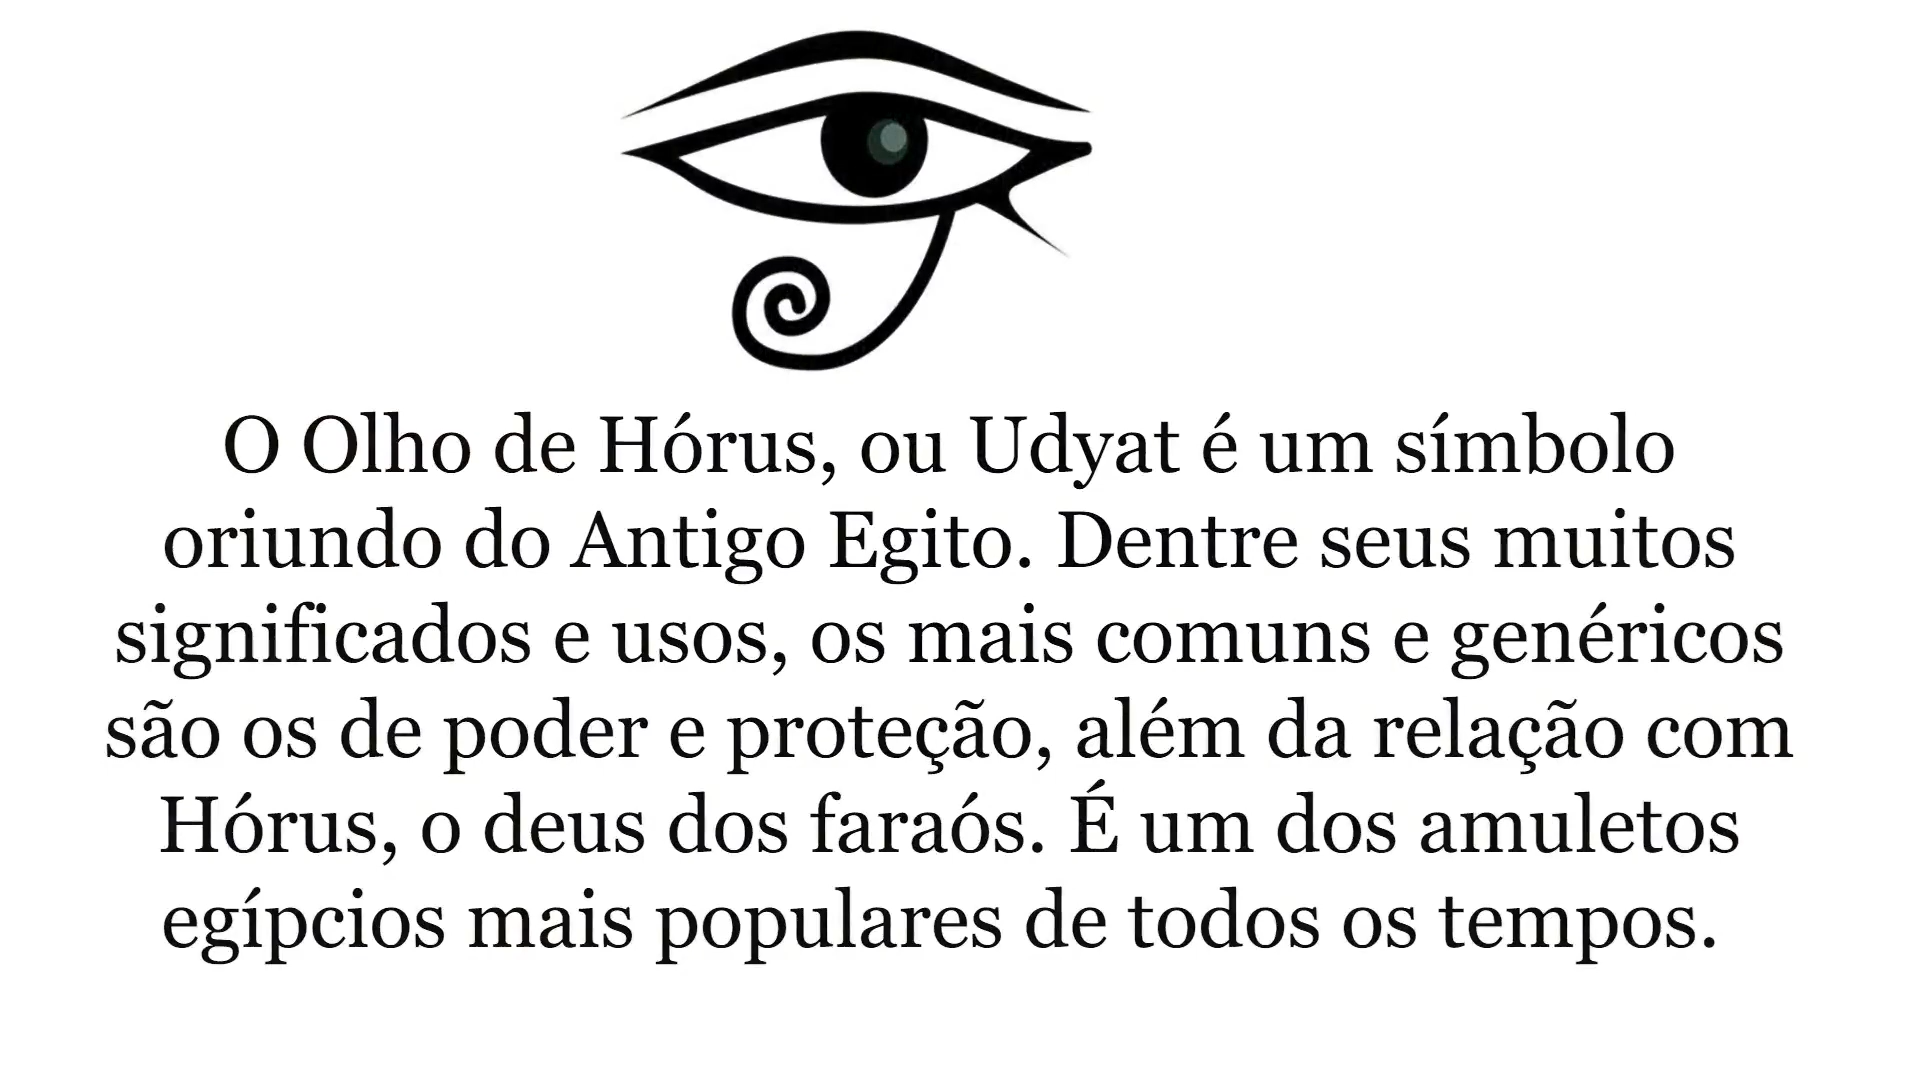 O Olho de Hórus, ou Udyat é um símbolo
oriundo do Antigo Egito. Dentre seus muitos
significados e usos, os mais comuns e genéricos
são os de poder e proteção, além da relação com
Hórus, o deus dos faraós. É um dos amuletos
egípcios mais populares de todos os tempos.